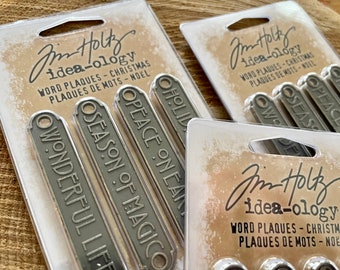 Tim Holtz
idea-ology
WORD PLAQUES - CHRISTMAS
PLAQUES DE MOTS - NOEL
WONDERFUL LIFE
SEASON OF MAGIC
PEACE ON EA
Tim Holtz
idea-ology
WORD PLAQUES - CHRISTMAS
PLAQUES DE MOTS - NOEL
Tim Holtz
idea-ology
WORD PLAQUES - CHRISTMAS
PLAQUES DE MOTS - NOEL